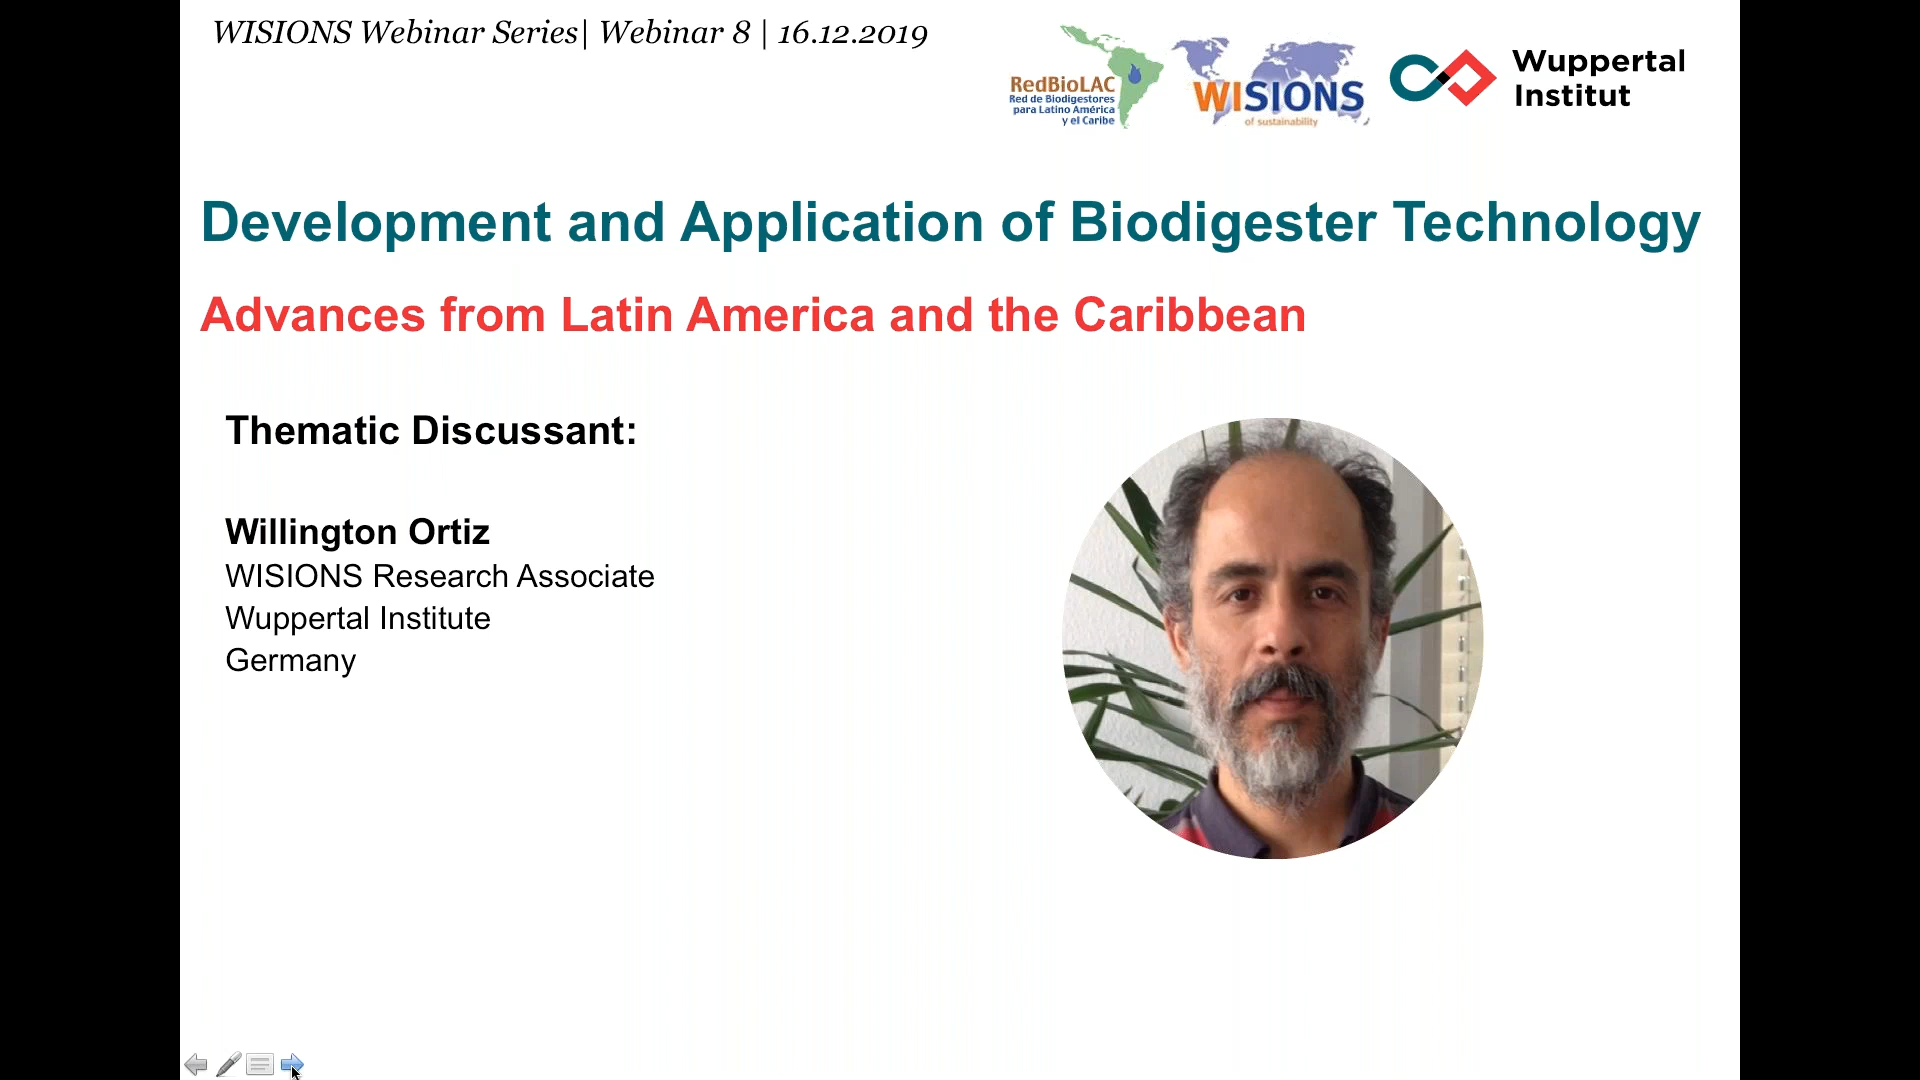 WISIONS Webinar Series| Webinar 8 | 16.12.2019
RedBioLAC
Red de Biodigestores
para Latino América
y el Caribe
WISIONS
of sustainability
Wuppertal
Institut
Development and Application of Biodigester Technology
Advances from Latin America and the Caribbean
Thematic Discussant:
Willington Ortiz
WISIONS Research Associate
Wuppertal Institute
Germany